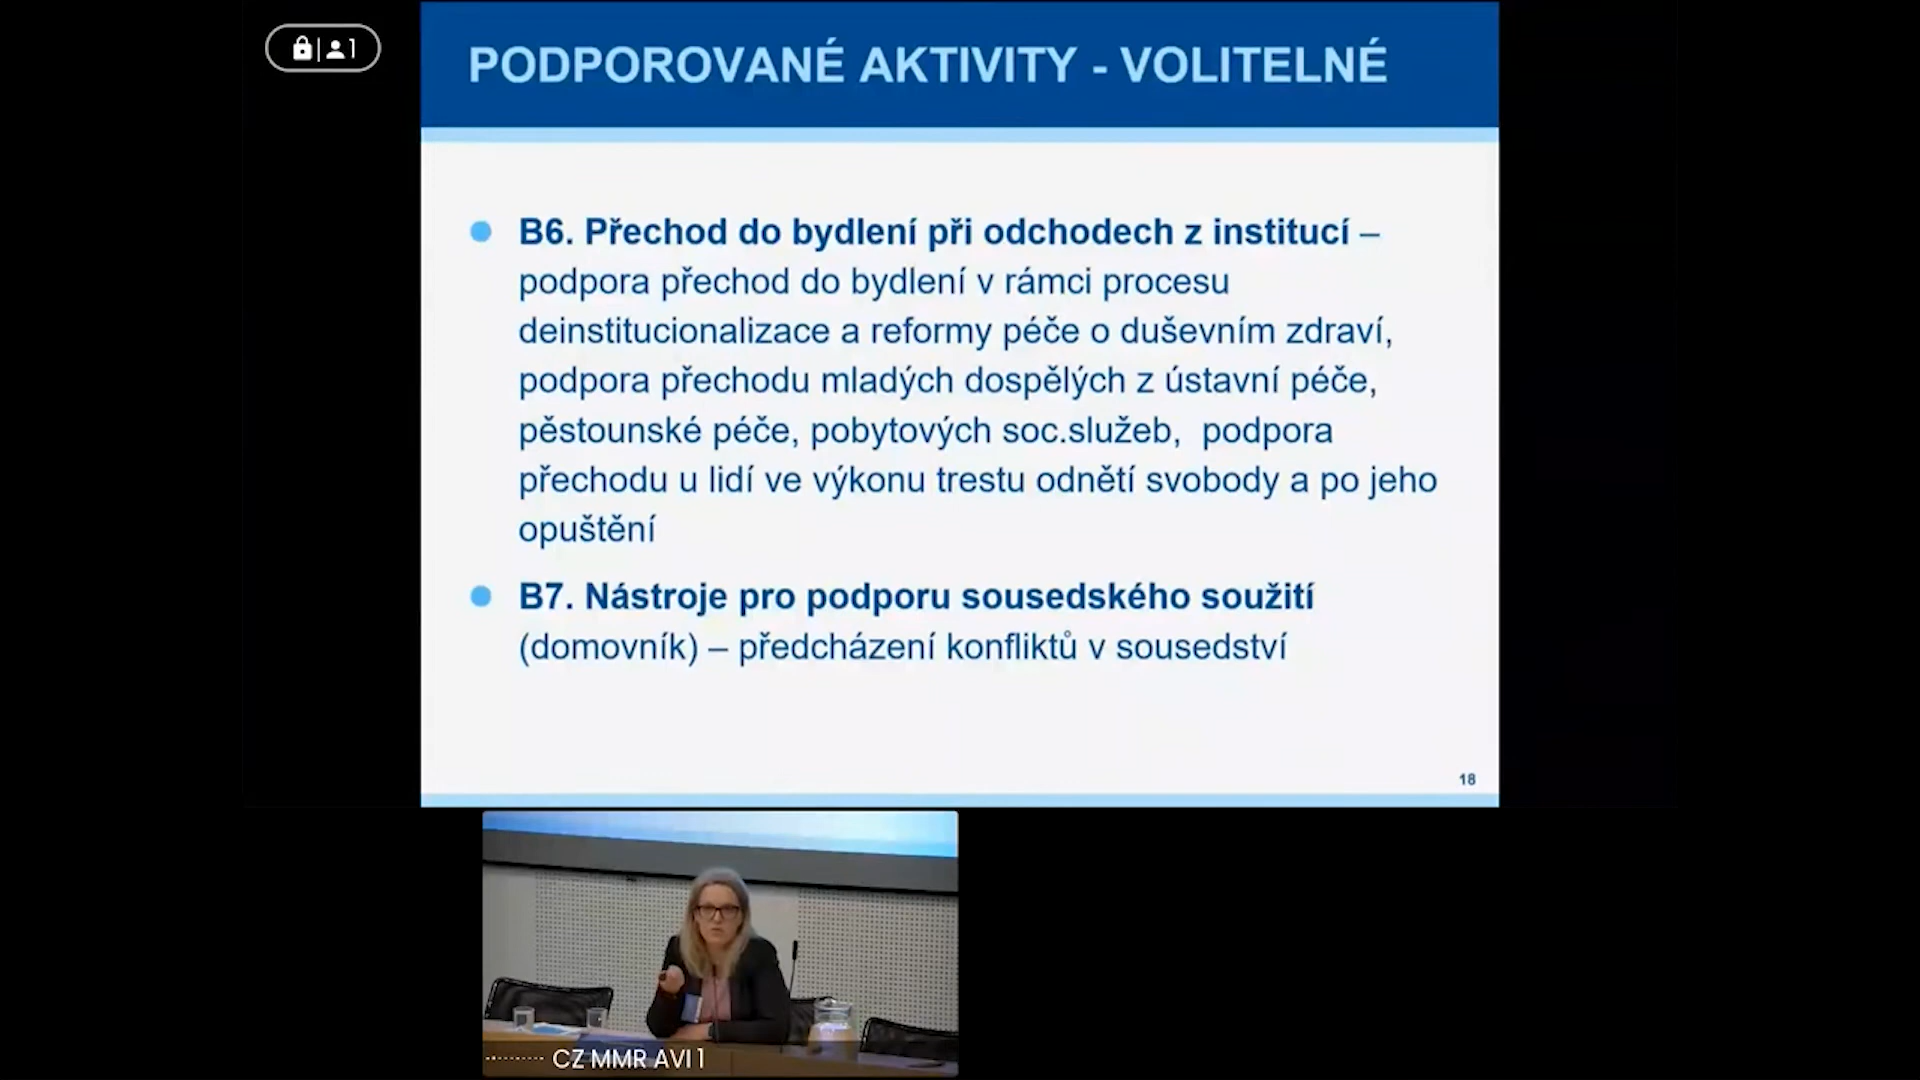 1
PODPOROVANÉ AKTIVITY - VOLITELNÉ
B6. Přechod do bydlení při odchodech z institucí –
podpora přechod do bydlení v rámci procesu
deinstitucionalizace a reformy péče o duševním zdraví,
podpora přechodu mladých dospělých z ústavní péče,
pěstounské péče, pobytových soc.služeb,  podpora
přechodu u lidí ve výkonu trestu odnětí svobody a po jeho
opuštění
B7. Nástroje pro podporu sousedského soužití
(domovník) – předcházení konfliktů v sousedství
18
CZ MMR AVI 1